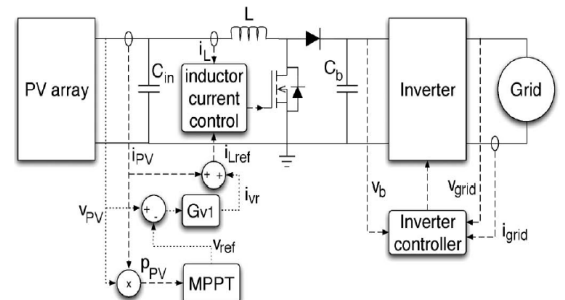 L
i_L
C_in
C_b
PV array
inductor
current
control
Inverter
Grid
i_PV
i_Lref
+ +
i_vr
v_b
v_grid
v_PV
+ -
Gv1
Inverter
controller
i_grid
v_ref
p_PV
x
MPPT